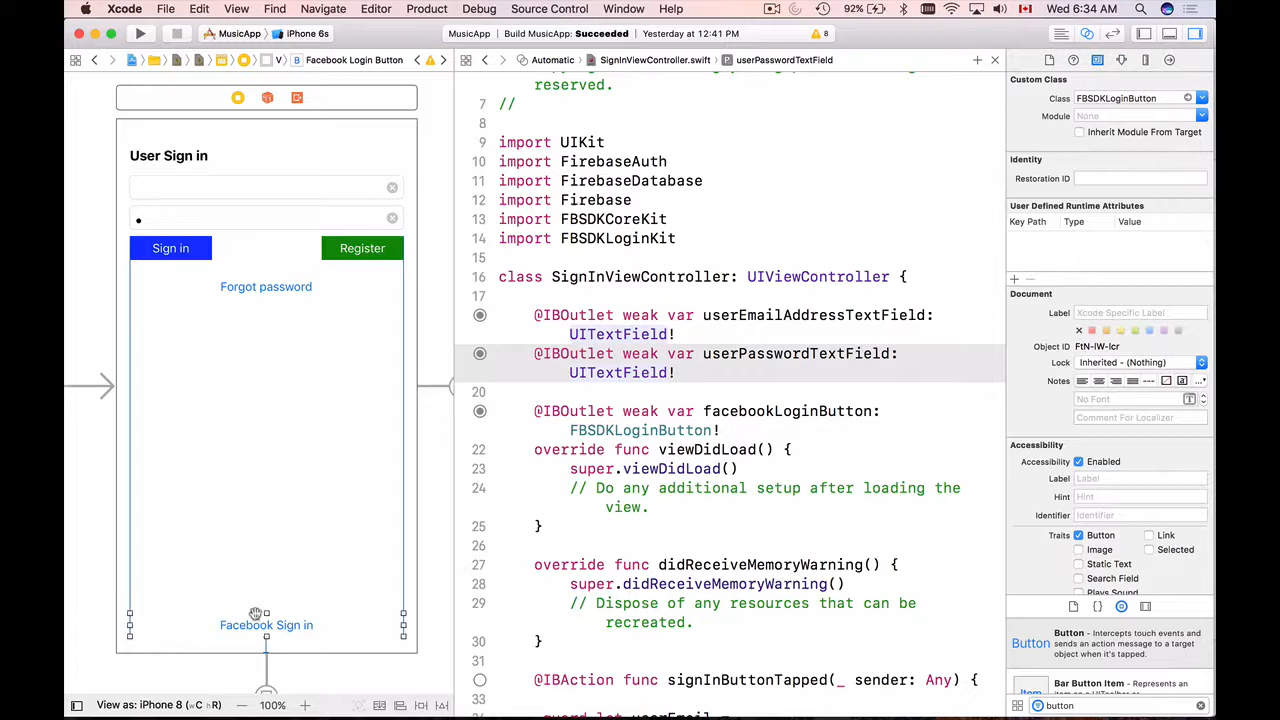 Xcode File Edit View Find Navigate Editor Product Debug Source Control Window Help 92% Wed 6:34 AM
MusicApp iPhone 6s MusicApp | Build MusicApp: Succeeded | Yesterday at 12:41 PM 8
V B Facebook Login Button
Automatic SignInViewController.swift P userPasswordTextField
User Sign in
Sign in Register
Forgot password
Facebook Sign in
View as: iPhone 8 (wC hR) 100%
reserved.
7 //
8
9 import UIKit
10 import FirebaseAuth
11 import FirebaseDatabase
12 import Firebase
13 import FBSDKCoreKit
14 import FBSDKLoginKit
15
16 class SignInViewController: UIViewController {
17
@IBOutlet weak var userEmailAddressTextField:
UITextField!
@IBOutlet weak var userPasswordTextField:
UITextField!
20
@IBOutlet weak var facebookLoginButton:
FBSDKLoginButton!
22 override func viewDidLoad() {
23 super.viewDidLoad()
24 // Do any additional setup after loading the
view.
25 }
26
27 override func didReceiveMemoryWarning() {
28 super.didReceiveMemoryWarning()
29 // Dispose of any resources that can be
recreated.
30 }
31
@IBAction func signInButtonTapped(_ sender: Any) {
33
Custom Class
Class FBSDKLoginButton
Module None
Inherit Module From Target
Identity
Restoration ID
User Defined Runtime Attributes
Key Path Type Value
Document
Label Xcode Specific Label
Object ID FtN-lW-lcr
Lock Inherited - (Nothing)
Notes
No Font
Comment For Localizer
Accessibility
Accessibility Enabled
Label Label
Hint Hint
Identifier Identifier
Traits Button Link
Image Selected
Static Text
Search Field
Plays Sound
Button Button - Intercepts touch events and
sends an action message to a target
object when it's tapped.
Item Bar Button Item - Represents an
button